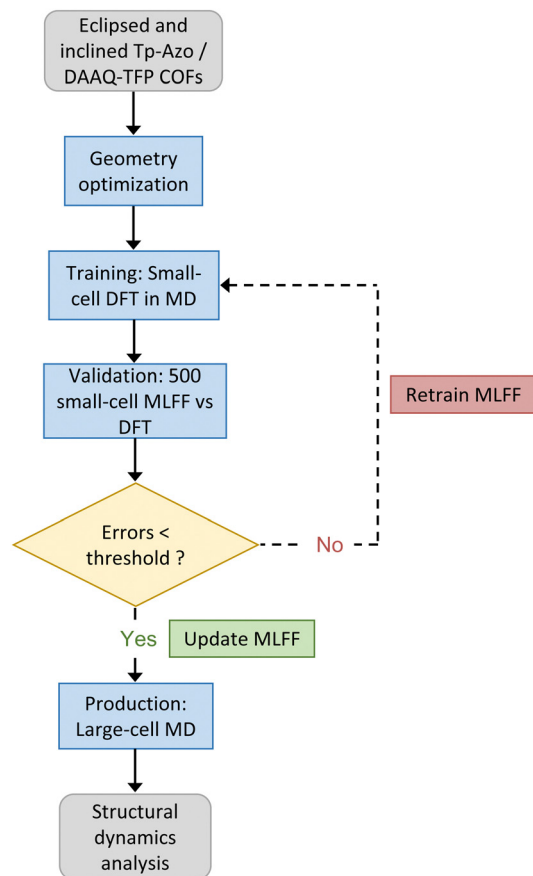 Eclipsed and
inclined Tp-Azo /
DAAQ-TFP COFs
Geometry
optimization
Training: Small-
cell DFT in MD
Validation: 500
small-cell MLFF vs
DFT
Retrain MLFF
Errors <
threshold ?
No
Yes
Update MLFF
Production:
Large-cell MD
Structural
dynamics
analysis